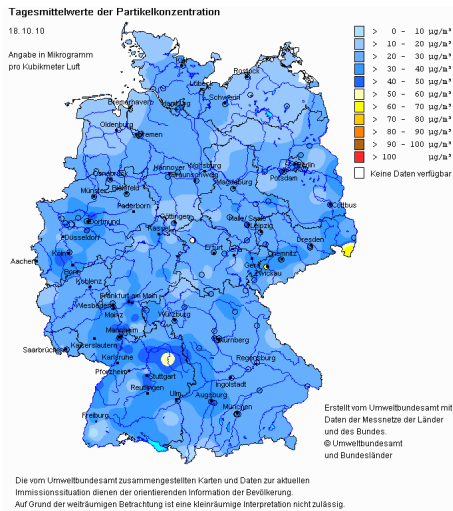 Tagesmittelwerte der Partikelkonzentration
18. 10. 10
Angabe in Mikrogramm
pro Kubikmeter Luft
> 0 - 10 µg/m³
> 10 - 20 µg/m³
> 20 - 30 µg/m³
> 30 - 40 µg/m³
> 40 - 50 µg/m³
> 50 - 60 µg/m³
> 60 - 70 µg/m³
> 70 - 80 µg/m³
> 80 - 90 µg/m³
> 90 - 100 µg/m³
> 100 µg/m³
Keine Daten verfügbar
Kiel
Rostock
Lübeck
Schwerin
Bremerhaven
Hamburg
Oldenburg
Bremen
Berlin
Potsdam
Hannover
Wolfsburg
Braunschweig
Magdeburg
Osnabrück
Bielefeld
Münster
Paderborn
Cottbus
Göttingen
Halle/Saale
Leipzig
Dortmund
Düsseldorf
Kassel
Dresden
Erfurt
Gera
Chemnitz
Zwickau
Köln
Aachen
Bonn
Koblenz
Frankfurt am Main
Wiesbaden
Mainz
Würzburg
Mannheim
Kaiserslautern
Nürnberg
Saarbrücken
Karlsruhe
Regensburg
Pforzheim
Stuttgart
Ingolstadt
Reutlingen
Ulm
Augsburg
München
Freiburg
Erstellt vom Umweltbundesamt mit
Daten der Messnetze der Länder
und des Bundes.
© Umweltbundesamt
und Bundesländer
Die vom Umweltbundesamt zusammengestellten Karten und Daten zur aktuellen
Immissionssituation dienen der orientierenden Information der Bevölkerung.
Auf Grund der weiträumigen Betrachtung ist eine kleinräumige Interpretation nicht zulässig.